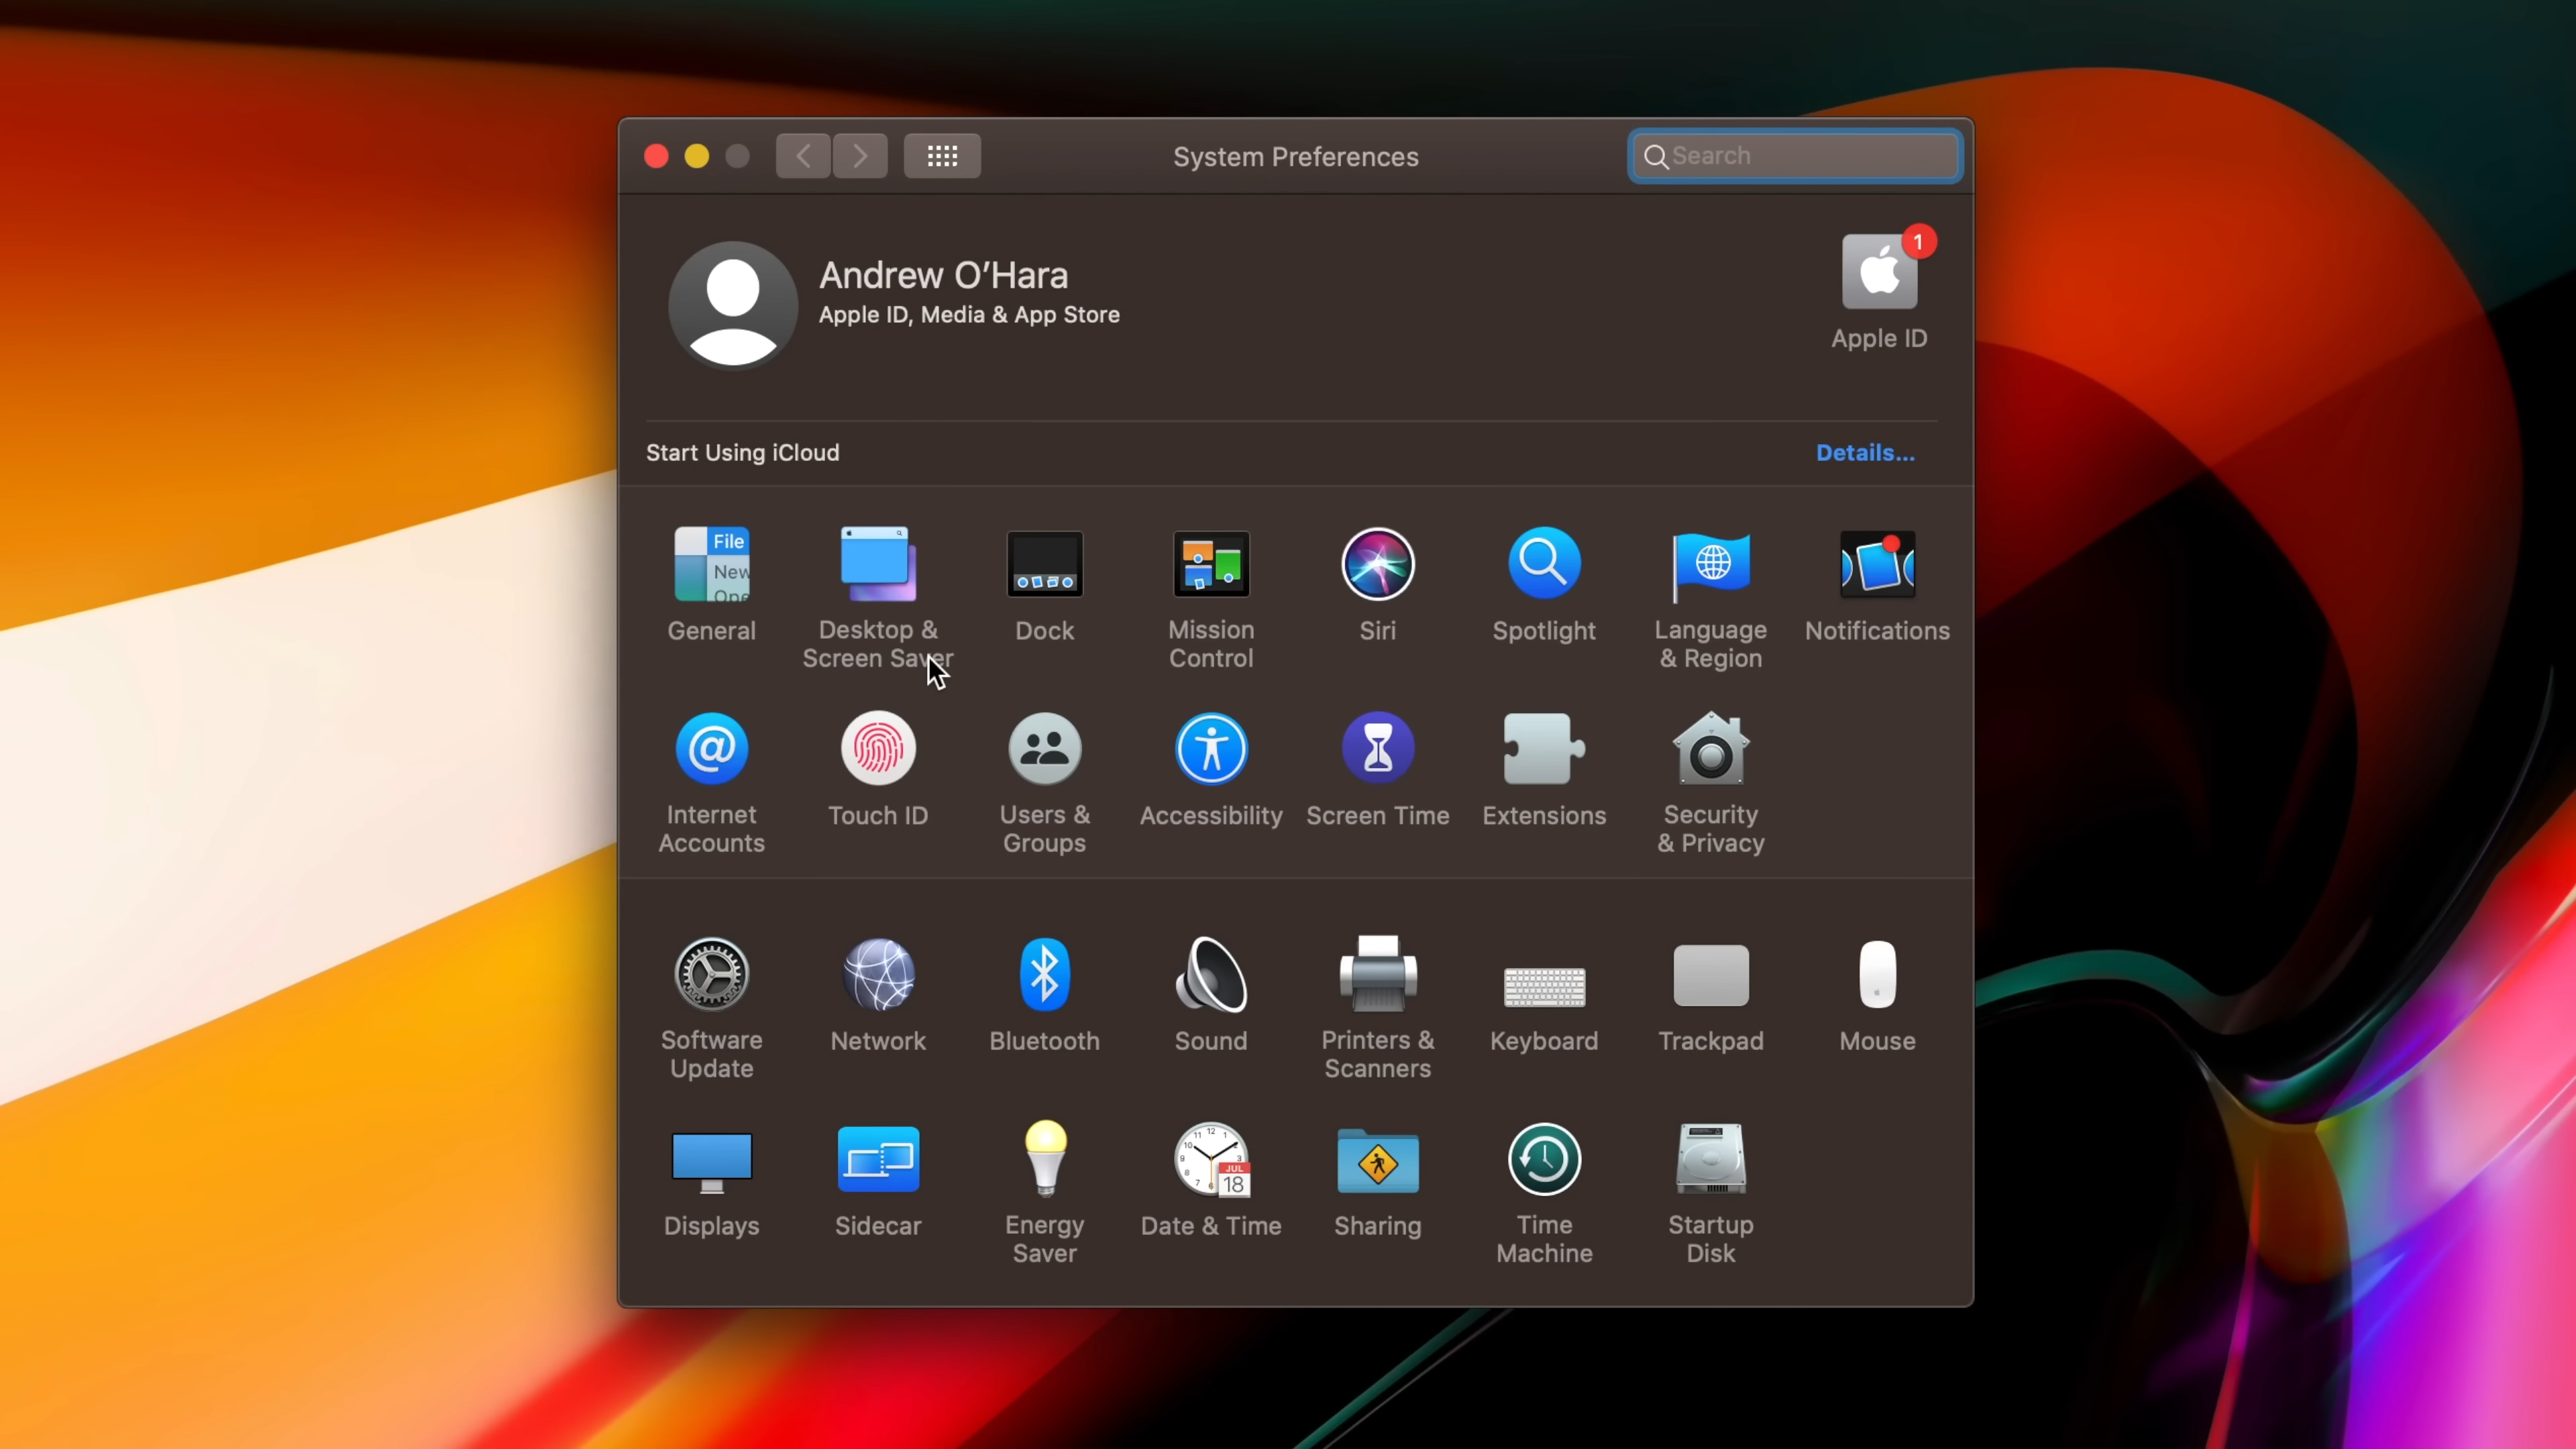 System Preferences
Search
Andrew O'Hara
Apple ID, Media & App Store
1
Apple ID
Start Using iCloud
Details...
File
New
Ope
General
Desktop &
Screen Saver
Dock
Mission
Control
Siri
Spotlight
Language
& Region
Notifications
@
Internet
Accounts
Touch ID
Users &
Groups
Accessibility
Screen Time
Extensions
Security
& Privacy
Software
Update
Network
Bluetooth
Sound
Printers &
Scanners
Keyboard
Trackpad
Mouse
JUL
18
Displays
Sidecar
Energy
Saver
Date & Time
Sharing
Time
Machine
Startup
Disk